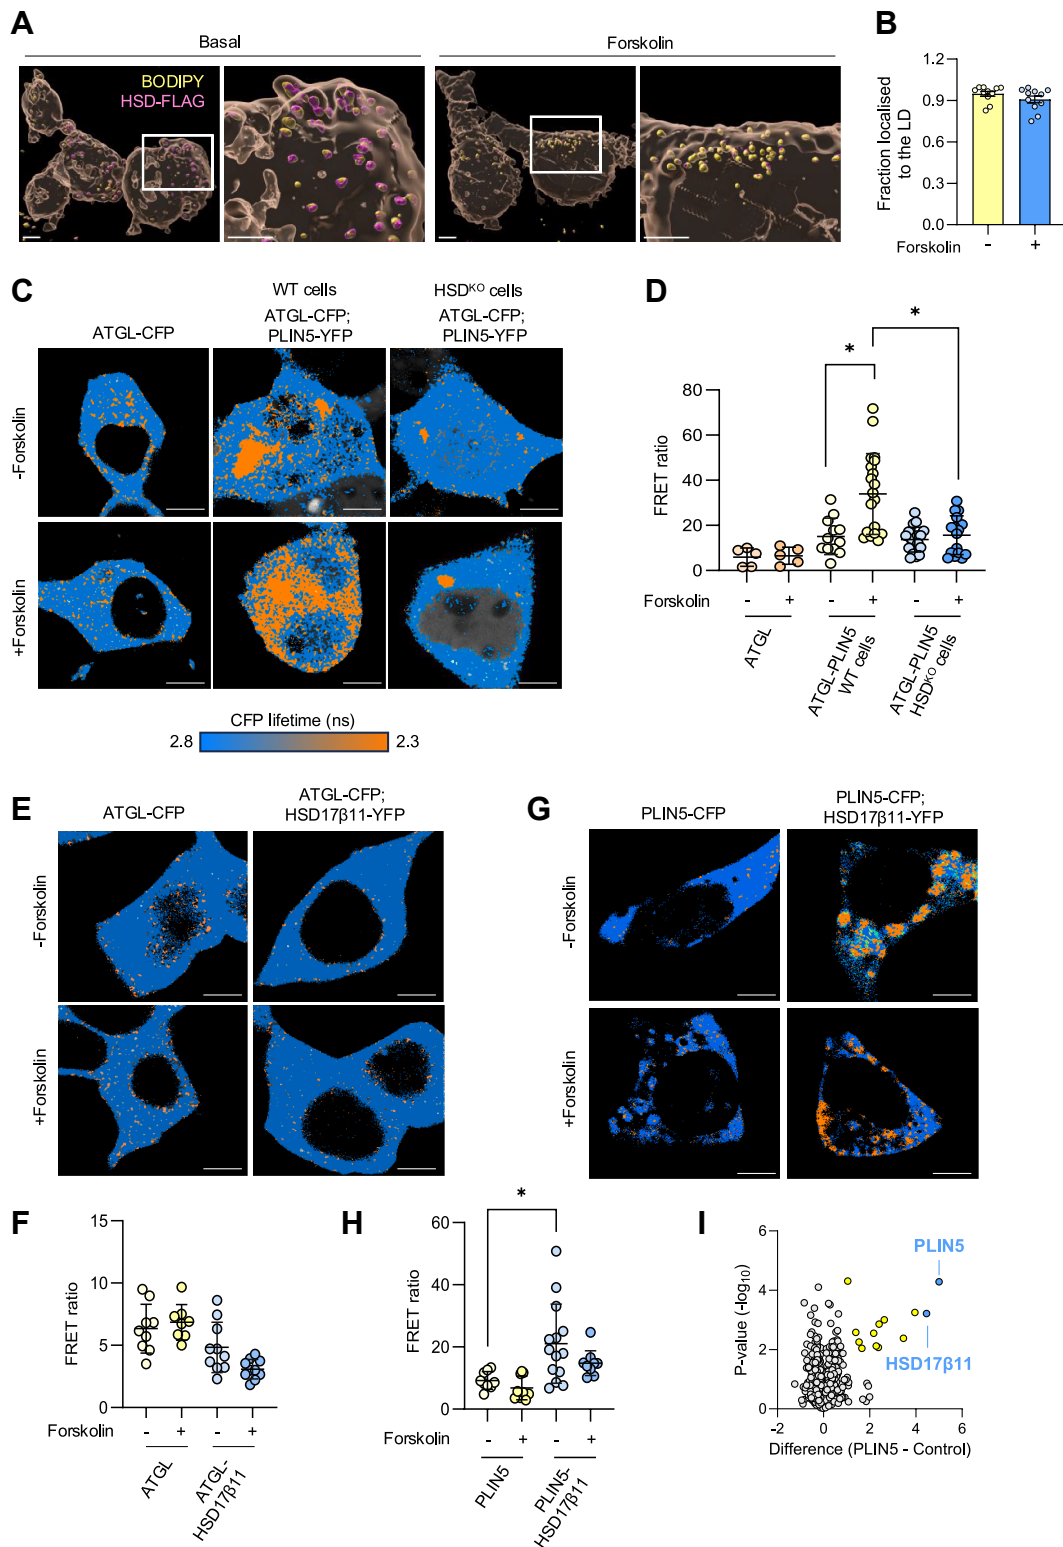 A
Basal
Forskolin
BODIPY
HSD-FLAG
B
Fraction localised
to the LD
1.2
0.9
0.6
0.3
0.0
Forskolin - +
C
WT cells
HSDKO cells
ATGL-CFP
ATGL-CFP;
PLIN5-YFP
ATGL-CFP;
PLIN5-YFP
-Forskolin
+Forskolin
CFP lifetime (ns)
2.8
2.3
D
*
*
FRET ratio
80
60
40
20
0
Forskolin - + - + - +
ATGL
ATGL-PLIN5
WT cells
ATGL-PLIN5
HSDKO cells
E
ATGL-CFP
ATGL-CFP;
HSD17β11-YFP
-Forskolin
+Forskolin
G
PLIN5-CFP
PLIN5-CFP;
HSD17β11-YFP
-Forskolin
+Forskolin
F
FRET ratio
15
10
5
0
Forskolin - + - +
ATGL
ATGL-
HSD17β11
H
*
FRET ratio
60
40
20
0
Forskolin - + - +
PLIN5
PLIN5-
HSD17β11
I
P-value (-log10)
6
4
2
0
PLIN5
HSD17β11
-2 0 2 4 6
Difference (PLIN5 - Control)